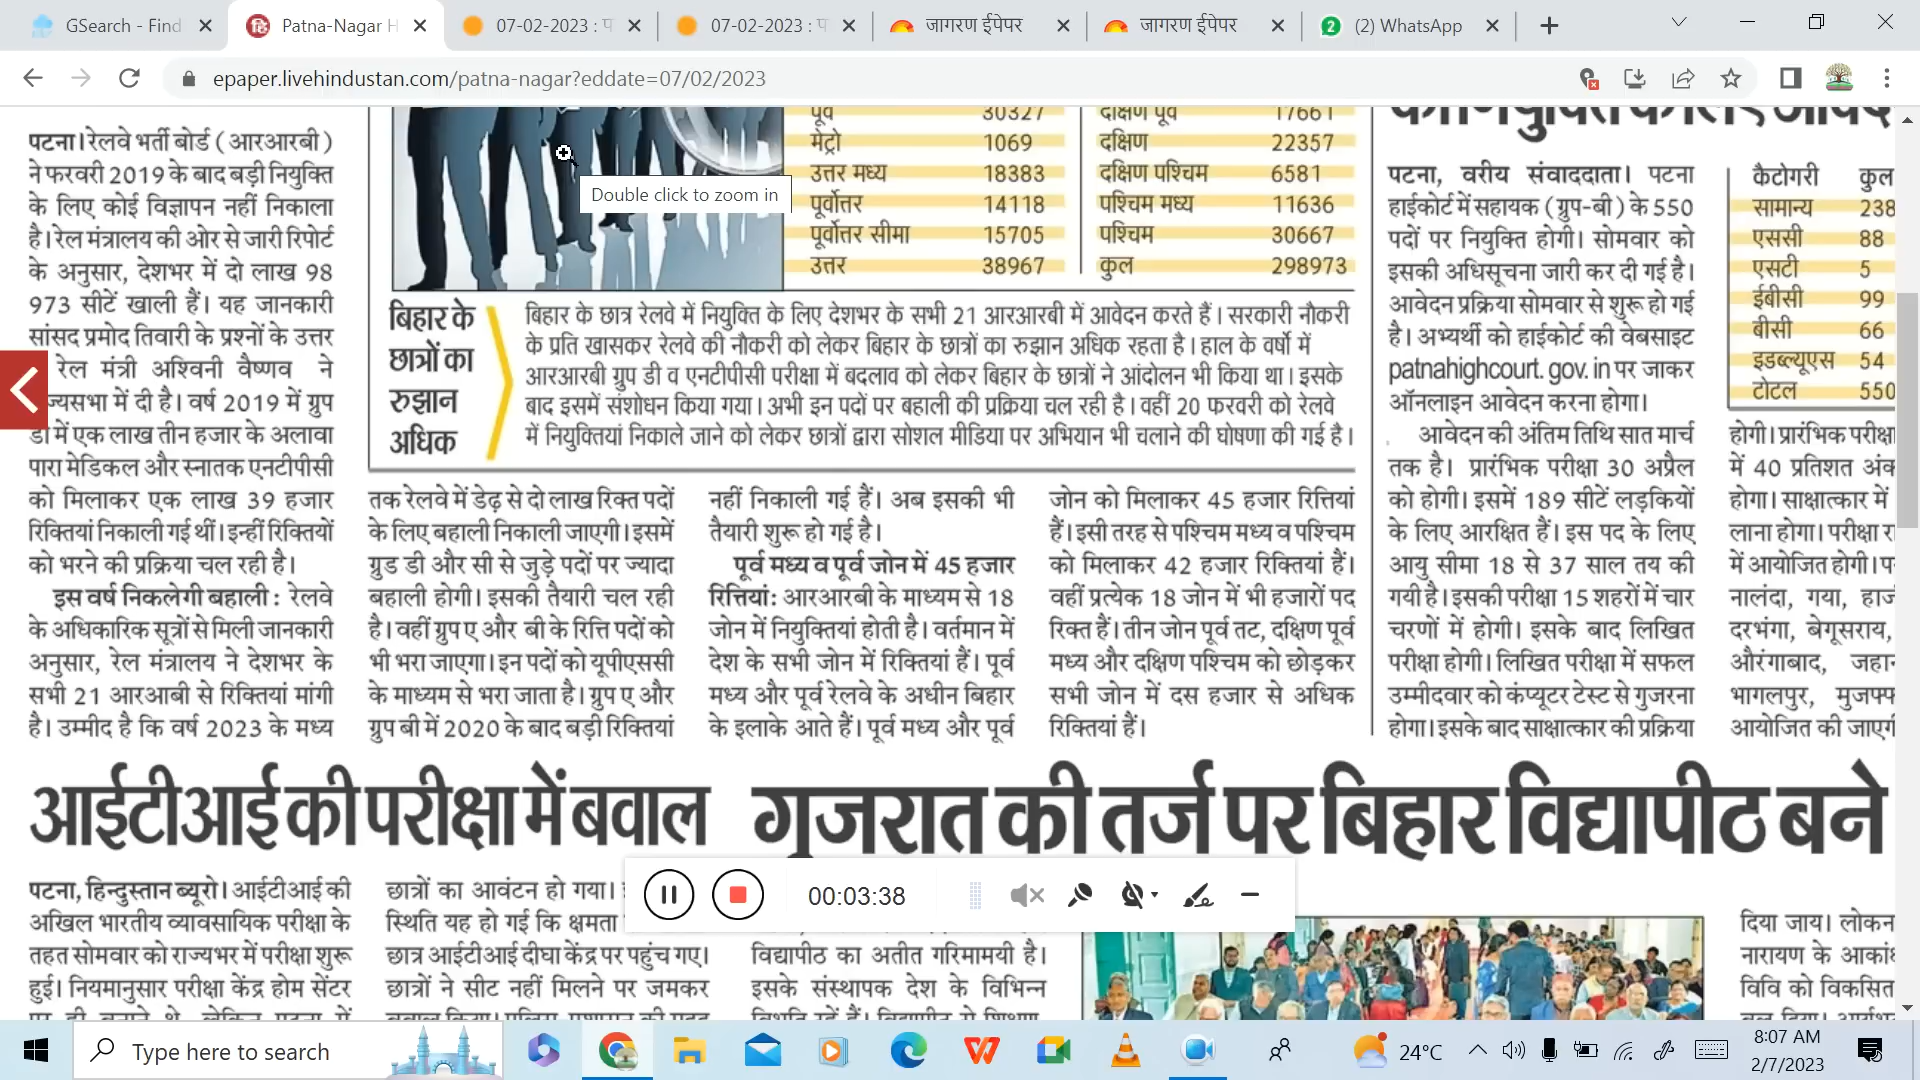 GSearch - Find
Patna-Nagar H
07-02-2023 : प
07-02-2023 : प
जागरण ईपेपर
जागरण ईपेपर
2
(2) WhatsApp
epaper.livehindustan.com/patna-nagar?eddate=07/02/2023
पटना। रेलवे भर्ती बोर्ड (आरआरबी)
ने फरवरी 2019 के बाद बड़ी नियुक्ति
के लिए कोई विज्ञापन नहीं निकाला
है। रेल मंत्रालय की ओर से जारी रिपोर्ट
के अनुसार, देशभर में दो लाख 98
973 सीटें खाली हैं। यह जानकारी
सांसद प्रमोद तिवारी के प्रश्नों के उत्तर
रेल मंत्री अश्विनी वैष्णव ने
ज्यसभा में दी है। वर्ष 2019 में ग्रुप
डी में एक लाख तीन हजार के अलावा
पारा मेडिकल और स्नातक एनटीपीसी
को मिलाकर एक लाख 39 हजार
रिक्तियां निकाली गई थीं। इन्हीं रिक्तियों
को भरने की प्रक्रिया चल रही है।
इस वर्ष निकलेगी बहाली : रेलवे
के अधिकारिक सूत्रों से मिली जानकारी
अनुसार, रेल मंत्रालय ने देशभर के
सभी 21 आरआबी से रिक्तियां मांगी
है। उम्मीद है कि वर्ष 2023 के मध्य
Double click to zoom in
पूर्व 30327 दक्षिण पूर्व 17661
मेट्रो 1069 दक्षिण 22357
उत्तर मध्य 18383 दक्षिण पश्चिम 6581
पूर्वोत्तर 14118 पश्चिम मध्य 11636
पूर्वोत्तर सीमा 15705 पश्चिम 30667
उत्तर 38967 कुल 298973
बिहार के
छात्रों का
रुझान
अधिक
बिहार के छात्र रेलवे में नियुक्ति के लिए देशभर के सभी 21 आरआरबी में आवेदन करते हैं। सरकारी नौकरी
के प्रति खासकर रेलवे की नौकरी को लेकर बिहार के छात्रों का रुझान अधिक रहता है। हाल के वर्षो में
आरआरबी ग्रुप डी व एनटीपीसी परीक्षा में बदलाव को लेकर बिहार के छात्रों ने आंदोलन भी किया था। इसके
बाद इसमें संशोधन किया गया। अभी इन पदों पर बहाली की प्रक्रिया चल रही है। वहीं 20 फरवरी को रेलवे
में नियुक्तियां निकाले जाने को लेकर छात्रों द्वारा सोशल मीडिया पर अभियान भी चलाने की घोषणा की गई है।
तक रेलवे में डेढ़ से दो लाख रिक्त पदों
के लिए बहाली निकाली जाएगी। इसमें
ग्रुड डी और सी से जुड़े पदों पर ज्यादा
बहाली होगी। इसकी तैयारी चल रही
है। वहीं ग्रुप ए और बी के रित्ति पदों को
भी भरा जाएगा। इन पदों को यूपीएससी
के माध्यम से भरा जाता है। ग्रुप ए और
ग्रुप बी में 2020 के बाद बड़ी रिक्तियां
नहीं निकाली गई हैं। अब इसकी भी
तैयारी शुरू हो गई है।
पूर्व मध्य व पूर्व जोन में 45 हजार
रित्तियां: आरआरबी के माध्यम से 18
जोन में नियुक्तियां होती है। वर्तमान में
देश के सभी जोन में रिक्तियां हैं। पूर्व
मध्य और पूर्व रेलवे के अधीन बिहार
के इलाके आते हैं। पूर्व मध्य और पूर्व
जोन को मिलाकर 45 हजार रित्तियां
हैं। इसी तरह से पश्चिम मध्य व पश्चिम
को मिलाकर 42 हजार रिक्तियां हैं।
वहीं प्रत्येक 18 जोन में भी हजारों पद
रिक्त हैं। तीन जोन पूर्व तट, दक्षिण पूर्व
मध्य और दक्षिण पश्चिम को छोड़कर
सभी जोन में दस हजार से अधिक
रिक्तियां हैं।
की नियुक्ति के लिए आवेद
पटना, वरीय संवाददाता। पटना
हाईकोर्ट में सहायक (ग्रुप-बी) के 550
पदों पर नियुक्ति होगी। सोमवार को
इसकी अधिसूचना जारी कर दी गई है।
आवेदन प्रक्रिया सोमवार से शुरू हो गई
है। अभ्यर्थी को हाईकोर्ट की वेबसाइट
patnahighcourt. gov. in पर जाकर
ऑनलाइन आवेदन करना होगा।
आवेदन की अंतिम तिथि सात मार्च
तक है। प्रारंभिक परीक्षा 30 अप्रैल
को होगी। इसमें 189 सीटें लड़कियों
के लिए आरक्षित हैं। इस पद के लिए
आयु सीमा 18 से 37 साल तय की
गयी है। इसकी परीक्षा 15 शहरों में चार
चरणों में होगी। इसके बाद लिखित
परीक्षा होगी। लिखित परीक्षा में सफल
उम्मीदवार को कंप्यूटर टेस्ट से गुजरना
होगा। इसके बाद साक्षात्कार की प्रक्रिया
कैटोगरी कुल
सामान्य 238
एससी 88
एसटी 5
ईबीसी 99
बीसी 66
इडब्ल्यूएस 54
टोटल 550
होगी। प्रारंभिक परीक्षा
में 40 प्रतिशत अंक
होगा। साक्षात्कार में
लाना होगा। परीक्षा रा
में आयोजित होगी। प
नालंदा, गया, हाज
दरभंगा, बेगूसराय,
औरंगाबाद, जहान
भागलपुर, मुजफ्फ
आयोजित की जाएगी
आईटीआई की परीक्षा में बवाल
गुजरात की तर्ज पर बिहार विद्यापीठ बने
पटना, हिन्दुस्तान ब्यूरो। आईटीआई की
अखिल भारतीय व्यावसायिक परीक्षा के
तहत सोमवार को राज्यभर में परीक्षा शुरू
हुई। नियमानुसार परीक्षा केंद्र होम सेंटर
छात्रों का आवंटन हो गया।
स्थिति यह हो गई कि क्षमता
छात्र आईटीआई दीघा केंद्र पर पहुंच गए।
छात्रों ने सीट नहीं मिलने पर जमकर
विद्यापीठ का अतीत गरिमामयी है।
इसके संस्थापक देश के विभिन्न
दिया जाय। लोकन
नारायण के आकां
विवि को विकसित
00:03:38
Type here to search
24°C
8:07 AM
2/7/2023